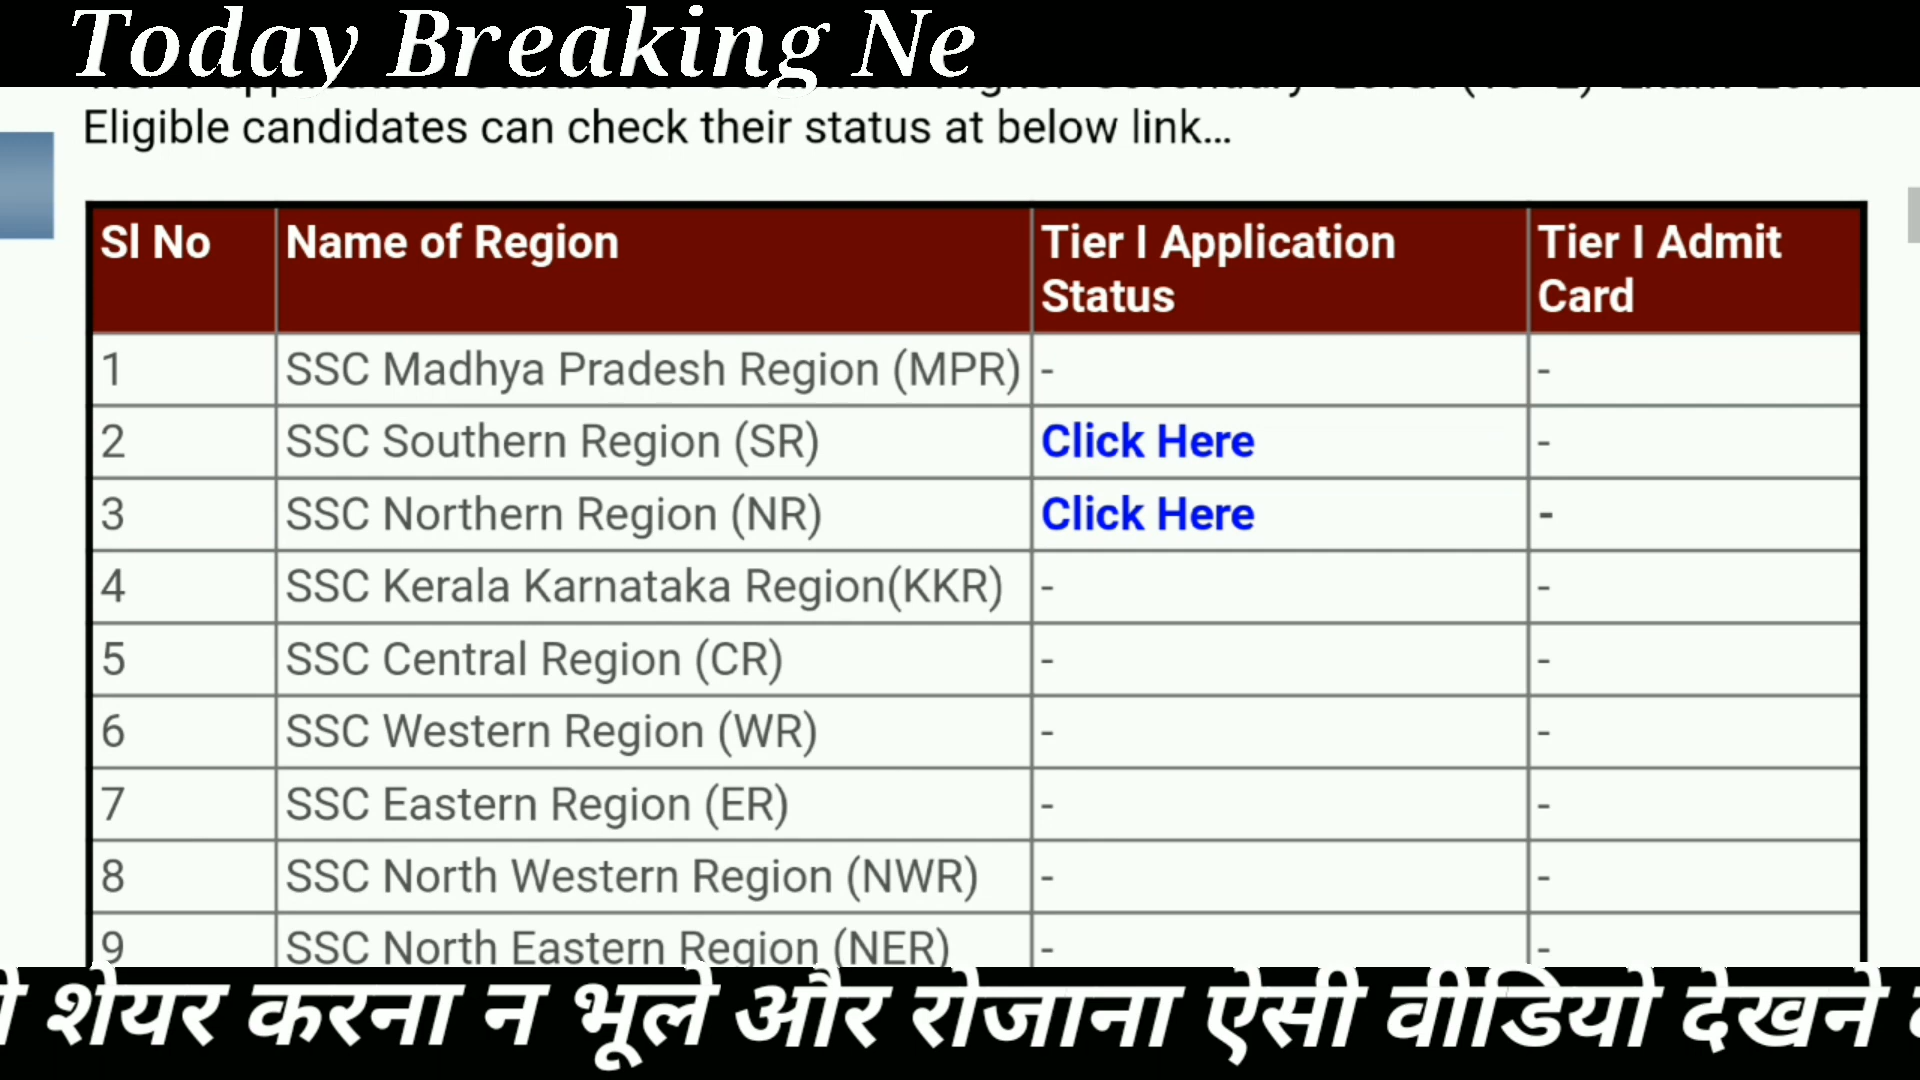 Today Breaking Ne
Eligible candidates can check their status at below link...
Sl No Name of Region Tier I Application Status Tier I Admit Card
1 SSC Madhya Pradesh Region (MPR) - -
2 SSC Southern Region (SR) Click Here -
3 SSC Northern Region (NR) Click Here -
4 SSC Kerala Karnataka Region(KKR) - -
5 SSC Central Region (CR) - -
6 SSC Western Region (WR) - -
7 SSC Eastern Region (ER) - -
8 SSC North Western Region (NWR) - -
9 SSC North Eastern Region (NER) - -
शेयर करना न भूले और रोजाना ऐसी वीडियो देखने